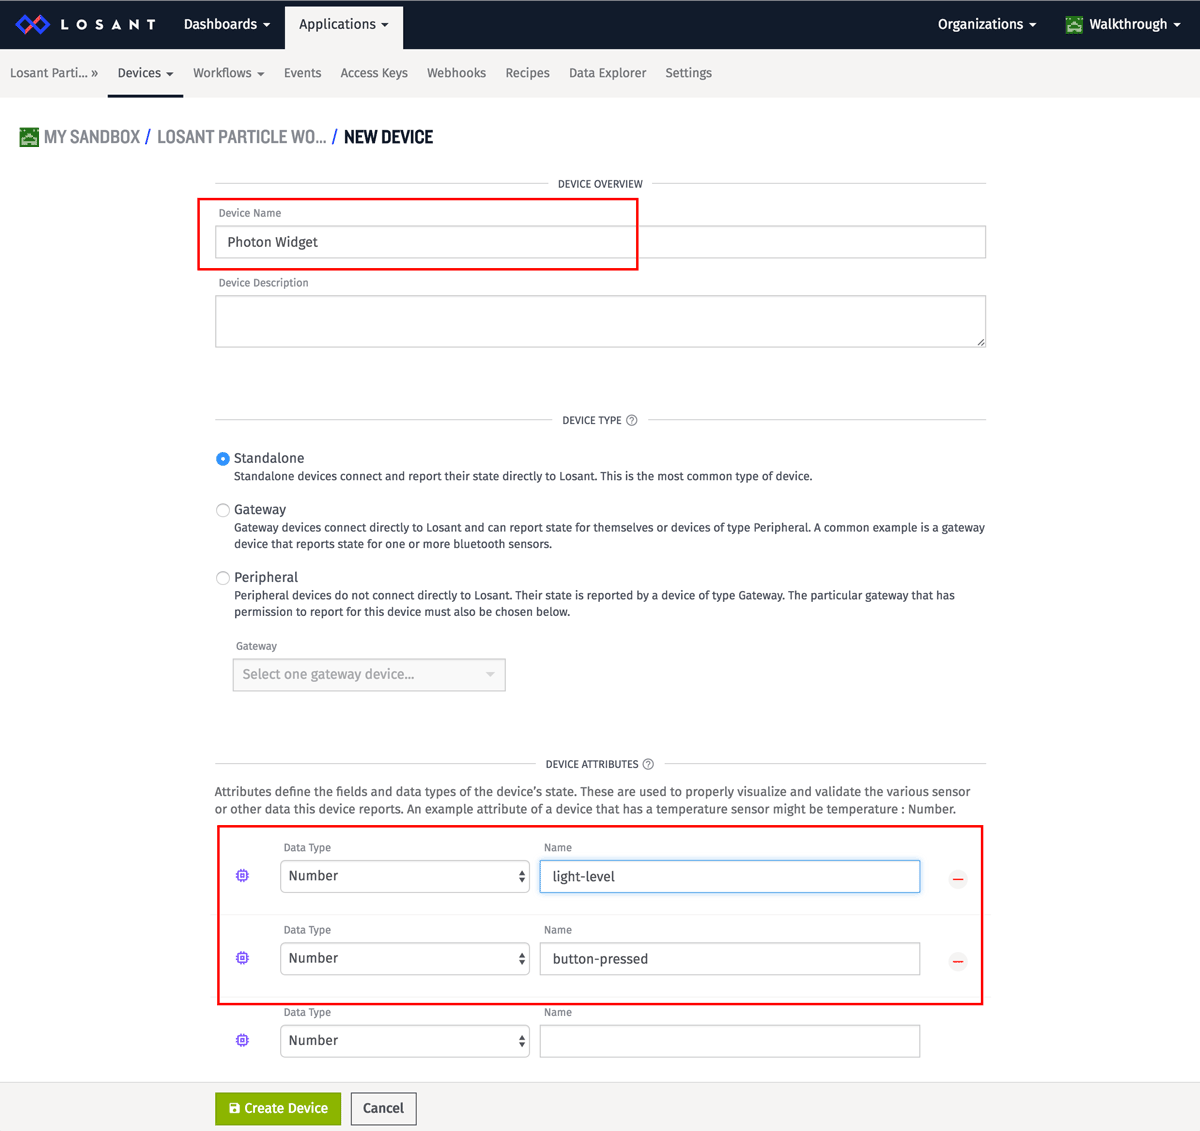 LOSANT Dashboards Applications Organizations Walkthrough
Losant Parti... » Devices Workflows Events Access Keys Webhooks Recipes Data Explorer Settings
MY SANDBOX / LOSANT PARTICLE WO... / NEW DEVICE
DEVICE OVERVIEW
Device Name
Photon Widget
Device Description
DEVICE TYPE ?
Standalone
Standalone devices connect and report their state directly to Losant. This is the most common type of device.
Gateway
Gateway devices connect directly to Losant and can report state for themselves or devices of type Peripheral. A common example is a gateway
device that reports state for one or more bluetooth sensors.
Peripheral
Peripheral devices do not connect directly to Losant. Their state is reported by a device of type Gateway. The particular gateway that has
permission to report for this device must also be chosen below.
Gateway
Select one gateway device...
DEVICE ATTRIBUTES ?
Attributes define the fields and data types of the device's state. These are used to properly visualize and validate the various sensor
or other data this device reports. An example attribute of a device that has a temperature sensor might be temperature : Number.
Data Type Name
Number light-level
Data Type Name
Number button-pressed
Data Type Name
Number
Create Device Cancel